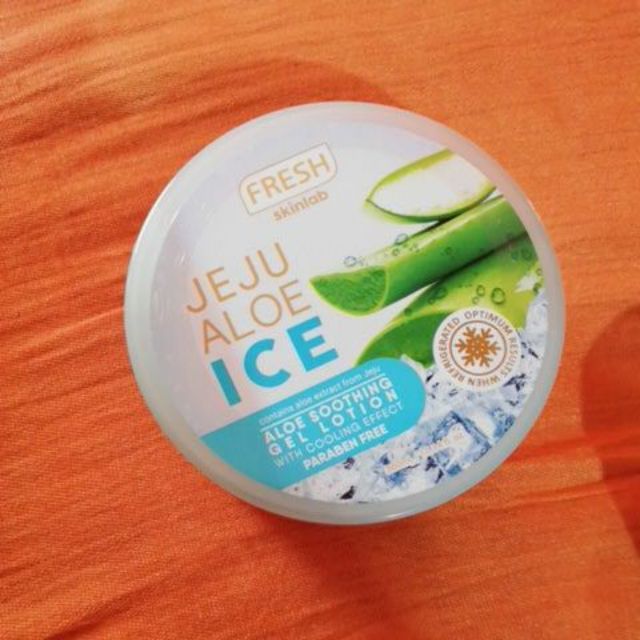 FRESH
skinlab
JEJU
ALOE
ICE
contains aloe extract from Jeju
ALOE SOOTHING
GEL LOTION
WITH COOLING EFFECT
PARABEN FREE
OPTIMUM RESULTS WHEN REFRIGERATED